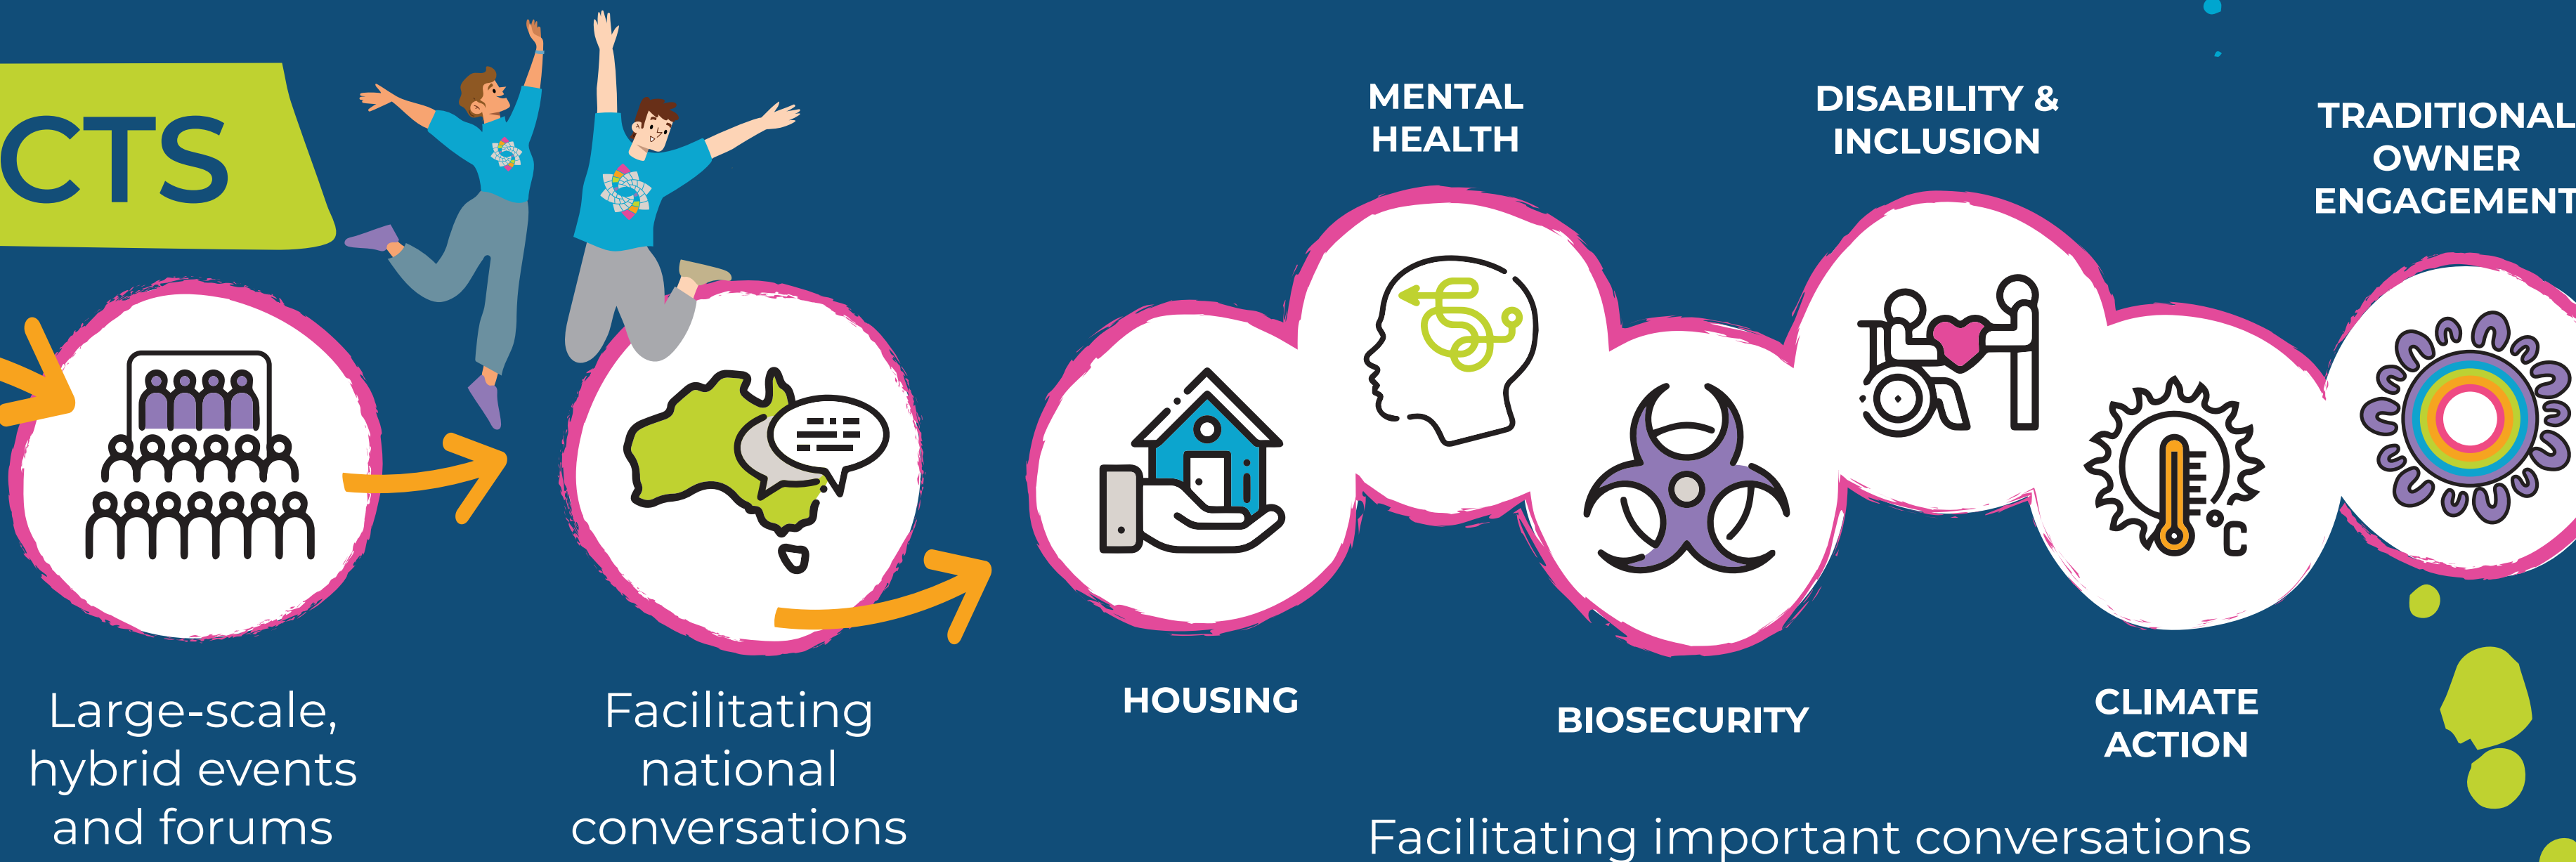 CTS
Large-scale,
hybrid events
and forums
Facilitating
national
conversations
HOUSING
MENTAL
HEALTH
BIOSECURITY
DISABILITY &
INCLUSION
CLIMATE
ACTION
°C
TRADITIONAL
OWNER
ENGAGEMENT
Facilitating important conversations